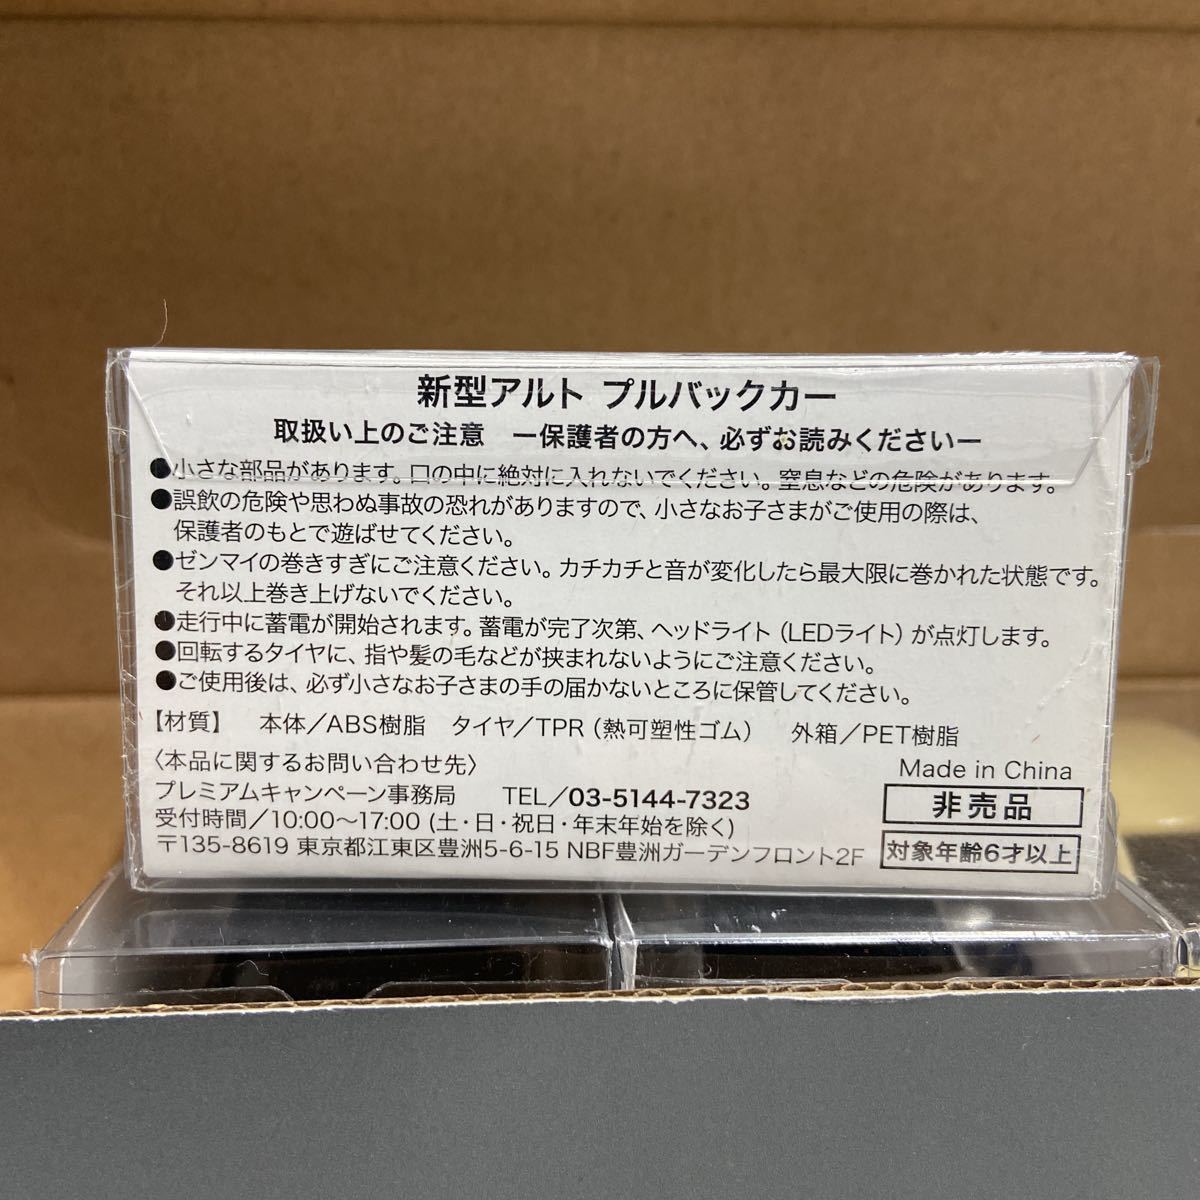 新型アルト プルバックカー
取扱い上のご注意 ー保護者の方へ、必ずお読みくださいー
●小さな部品があります。口の中に絶対に入れないでください。窒息などの危険があります。
●誤飲の危険や思わぬ事故の恐れがありますので、小さなお子さまがご使用の際は、
保護者のもとで遊ばせてください。
●ゼンマイの巻きすぎにご注意ください。カチカチと音が変化したら最大限に巻かれた状態です。
それ以上巻き上げないでください。
●走行中に蓄電が開始されます。蓄電が完了次第、ヘッドライト(LEDライト)が点灯します。
●回転するタイヤに、指や髪の毛などが挟まれないようにご注意ください。
●ご使用後は、必ず小さなお子さまの手の届かないところに保管してください。
【材質】 本体/ABS樹脂 タイヤ/TPR(熱可塑性ゴム) 外箱/PET樹脂
〈本品に関するお問い合わせ先〉
プレミアムキャンペーン事務局 TEL/03-5144-7323
受付時間/10:00〜17:00 (土・日・祝日・年末年始を除く)
〒135-8619 東京都江東区豊洲5-6-15 NBF豊洲ガーデンフロント2F
Made in China
非売品
対象年齢6才以上